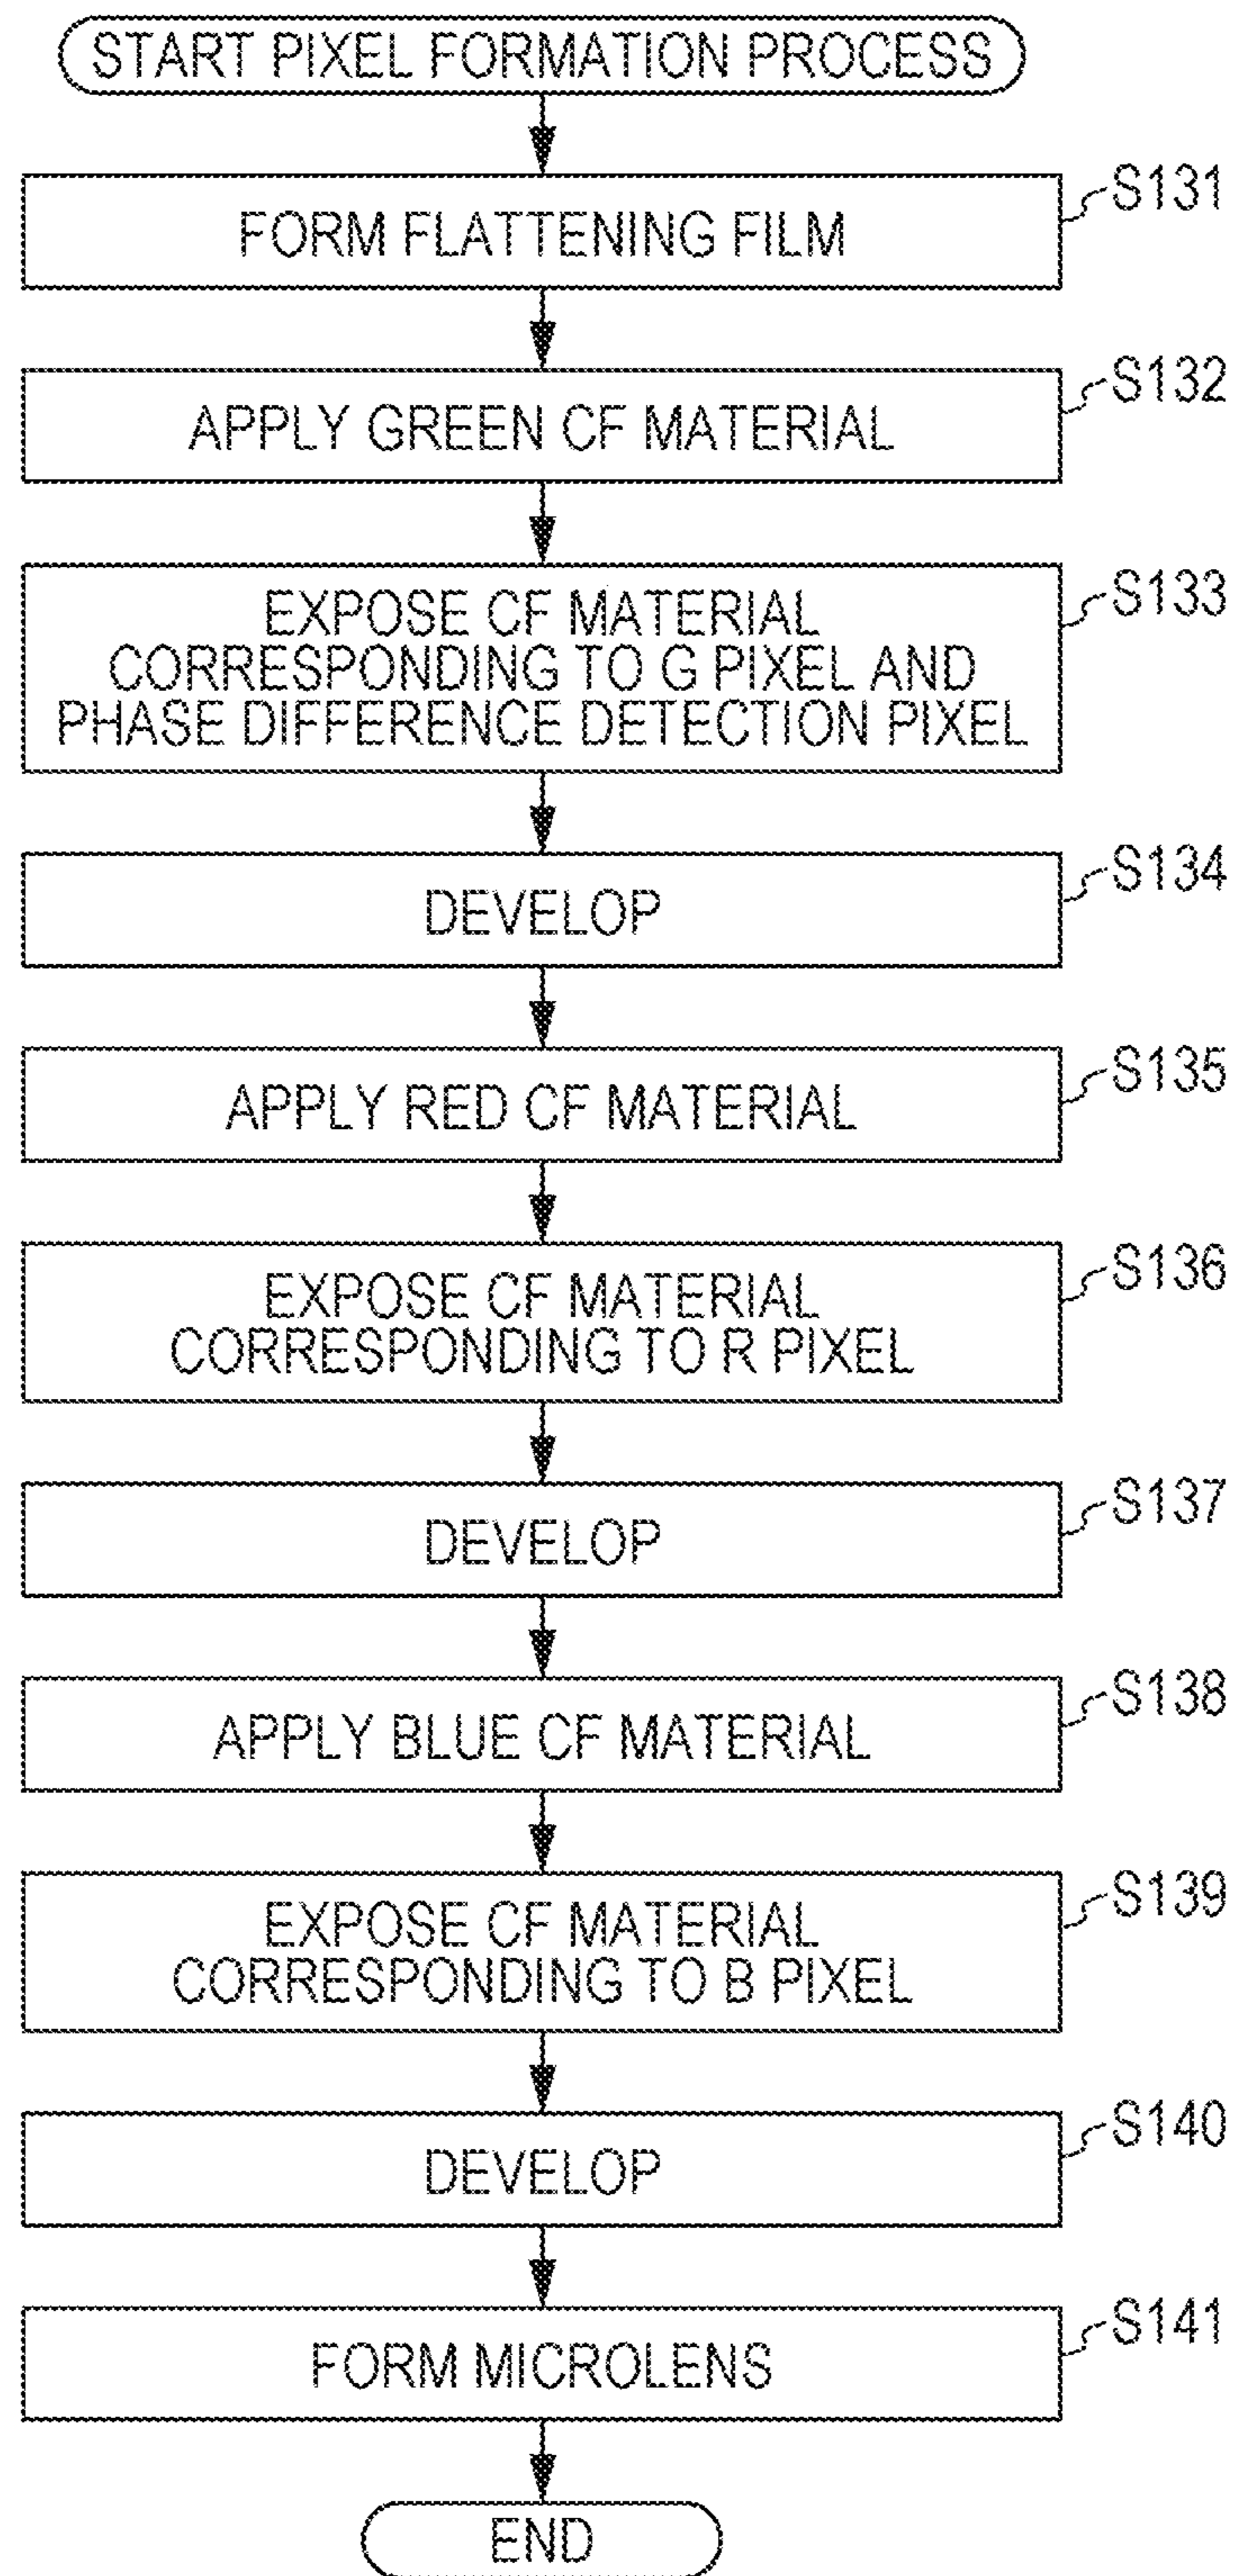 START PIXEL FORMATION PROCESS
S131
FORM FLATTENING FILM
S132
APPLY GREEN CF MATERIAL
S133
EXPOSE CF MATERIAL
CORRESPONDING TO G PIXEL AND
PHASE DIFFERENCE DETECTION PIXEL
S134
DEVELOP
S135
APPLY RED CF MATERIAL
S136
EXPOSE CF MATERIAL
CORRESPONDING TO R PIXEL
S137
DEVELOP
S138
APPLY BLUE CF MATERIAL
S139
EXPOSE CF MATERIAL
CORRESPONDING TO B PIXEL
S140
DEVELOP
S141
FORM MICROLENS
END